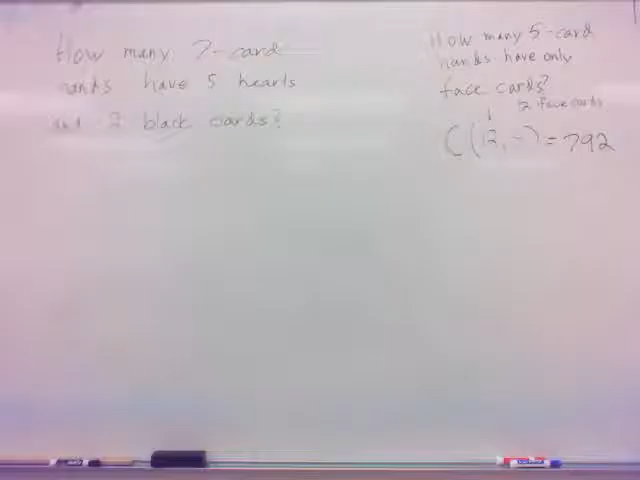 How many 7-card
hands have 5 hearts
and 2 black cards?
How many 5-card
hands have only
face cards?
12 face cards
C(12, -) = 792